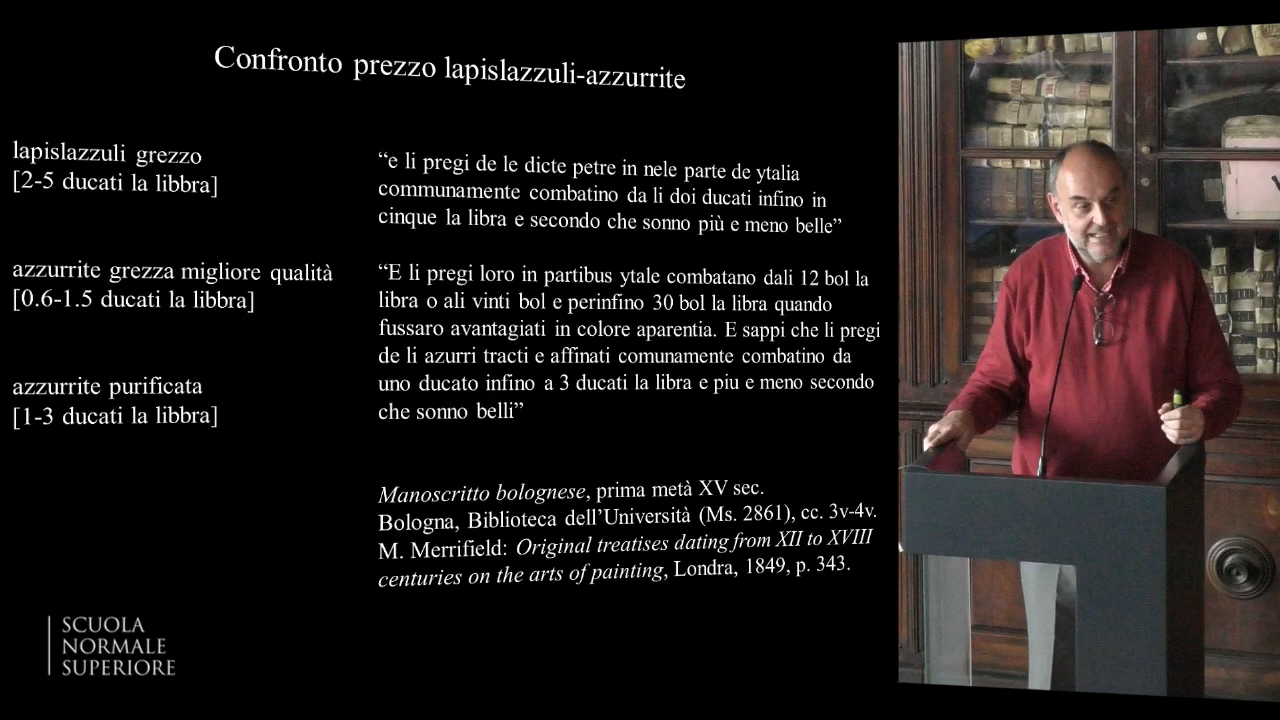 Confronto prezzo lapislazzuli-azzurrite
lapislazzuli grezzo
[2-5 ducati la libbra]
“e li pregi de le dicte petre in nele parte de ytalia
communamente combatino da li doi ducati infino in
cinque la libra e secondo che sonno più e meno belle”
azzurrite grezza migliore qualità
[0.6-1.5 ducati la libbra]
“E li pregi loro in partibus ytale combatano dali 12 bol la
libra o ali vinti bol e perinfino 30 bol la libra quando
fussaro avantagiati in colore aparentia. E sappi che li pregi
de li azurri tracti e affinati comunamente combatino da
uno ducato infino a 3 ducati la libra e piu e meno secondo
che sonno belli”
azzurrite purificata
[1-3 ducati la libbra]
Manoscritto bolognese, prima metà XV sec.
Bologna, Biblioteca dell’Università (Ms. 2861), cc. 3v-4v.
M. Merrifield: Original treatises dating from XII to XVIII
centuries on the arts of painting, Londra, 1849, p. 343.
SCUOLA
NORMALE
SUPERIORE